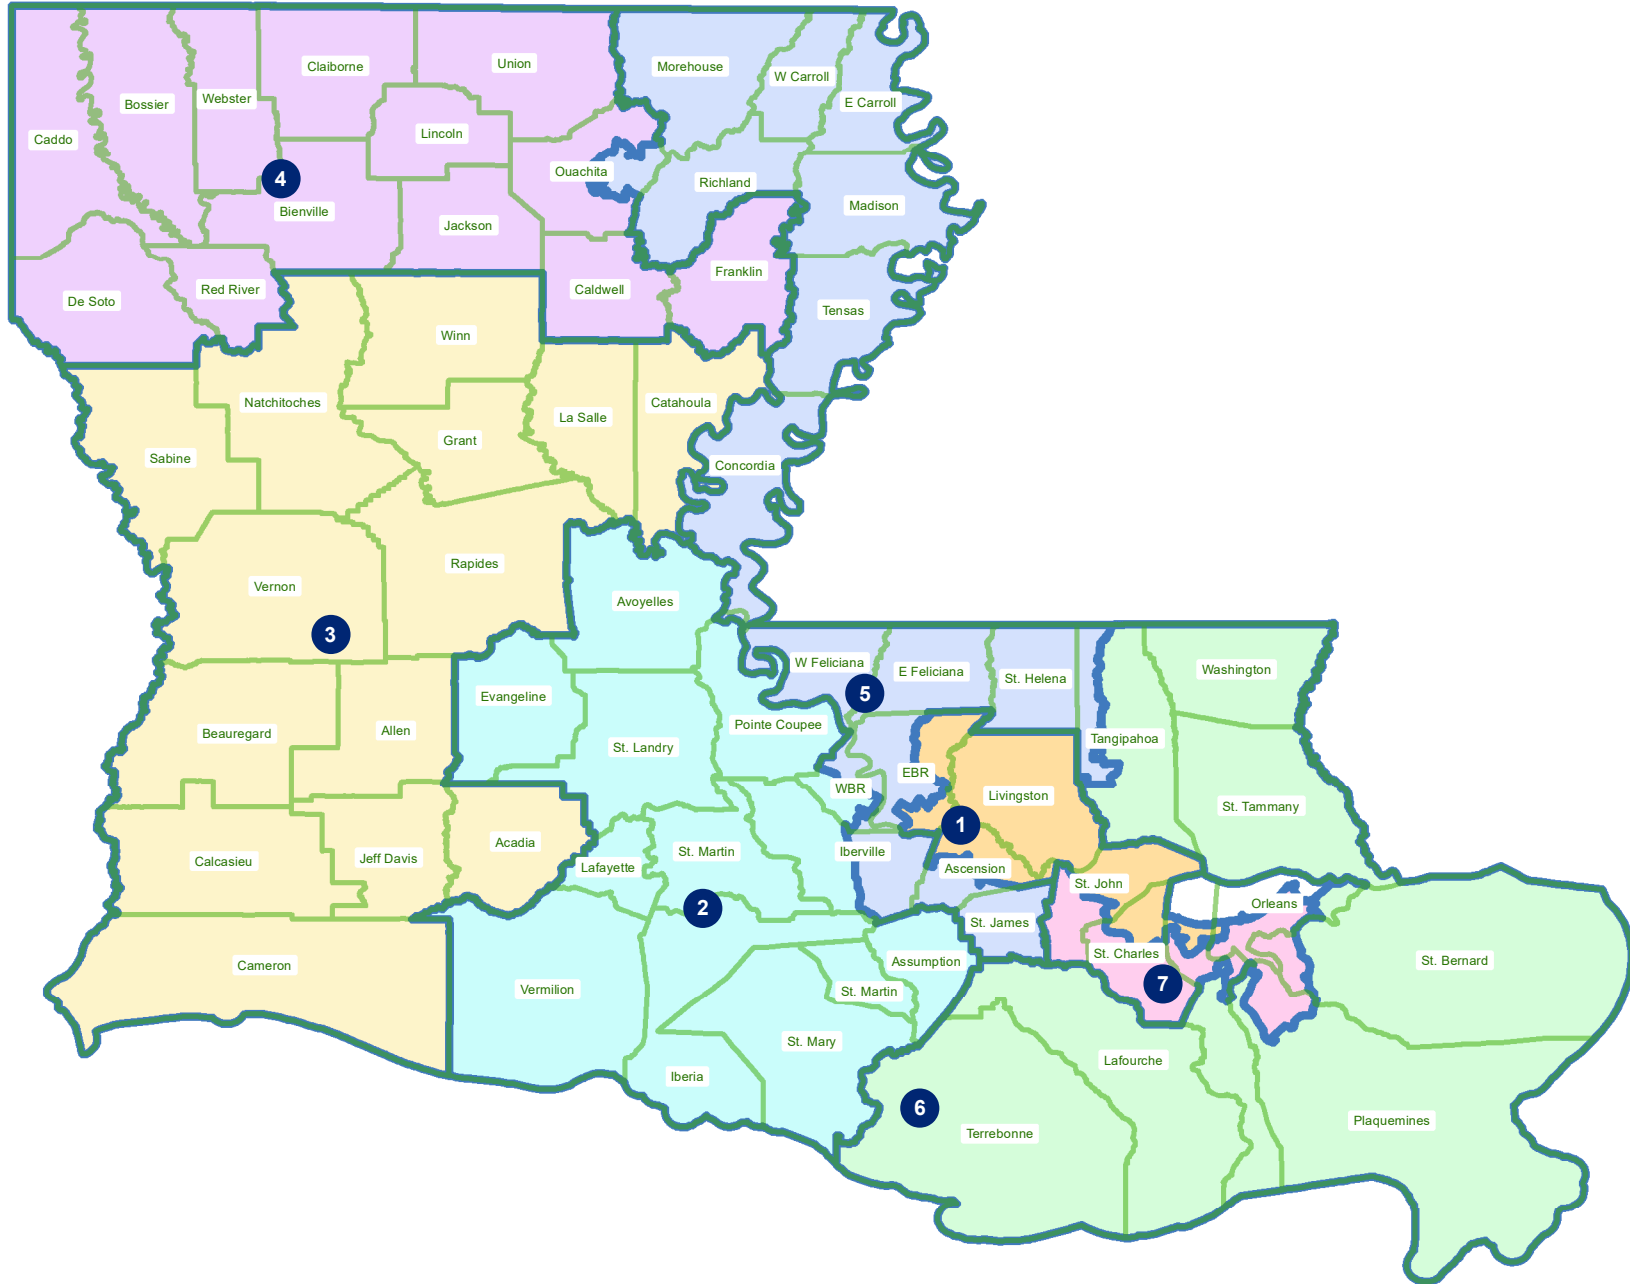 Claiborne
Union
Morehouse
W Carroll
Bossier
Webster
E Carroll
Caddo
Lincoln
Ouachita
4
Richland
Bienville
Madison
Jackson
Franklin
Red River
Caldwell
De Soto
Tensas
Winn
Natchitoches
Catahoula
La Salle
Grant
Sabine
Concordia
Rapides
Vernon
Avoyelles
3
W Feliciana
E Feliciana
St. Helena
Washington
5
Evangeline
Pointe Coupee
Allen
Beauregard
St. Landry
Tangipahoa
EBR
WBR
Livingston
St. Tammany
1
Acadia
St. Martin
Iberville
Jeff Davis
Calcasieu
Lafayette
Ascension
St. John
Orleans
2
St. James
St. Charles
Cameron
Assumption
St. Bernard
7
Vermilion
St. Martin
St. Mary
Lafourche
Iberia
6
Terrebonne
Plaquemines